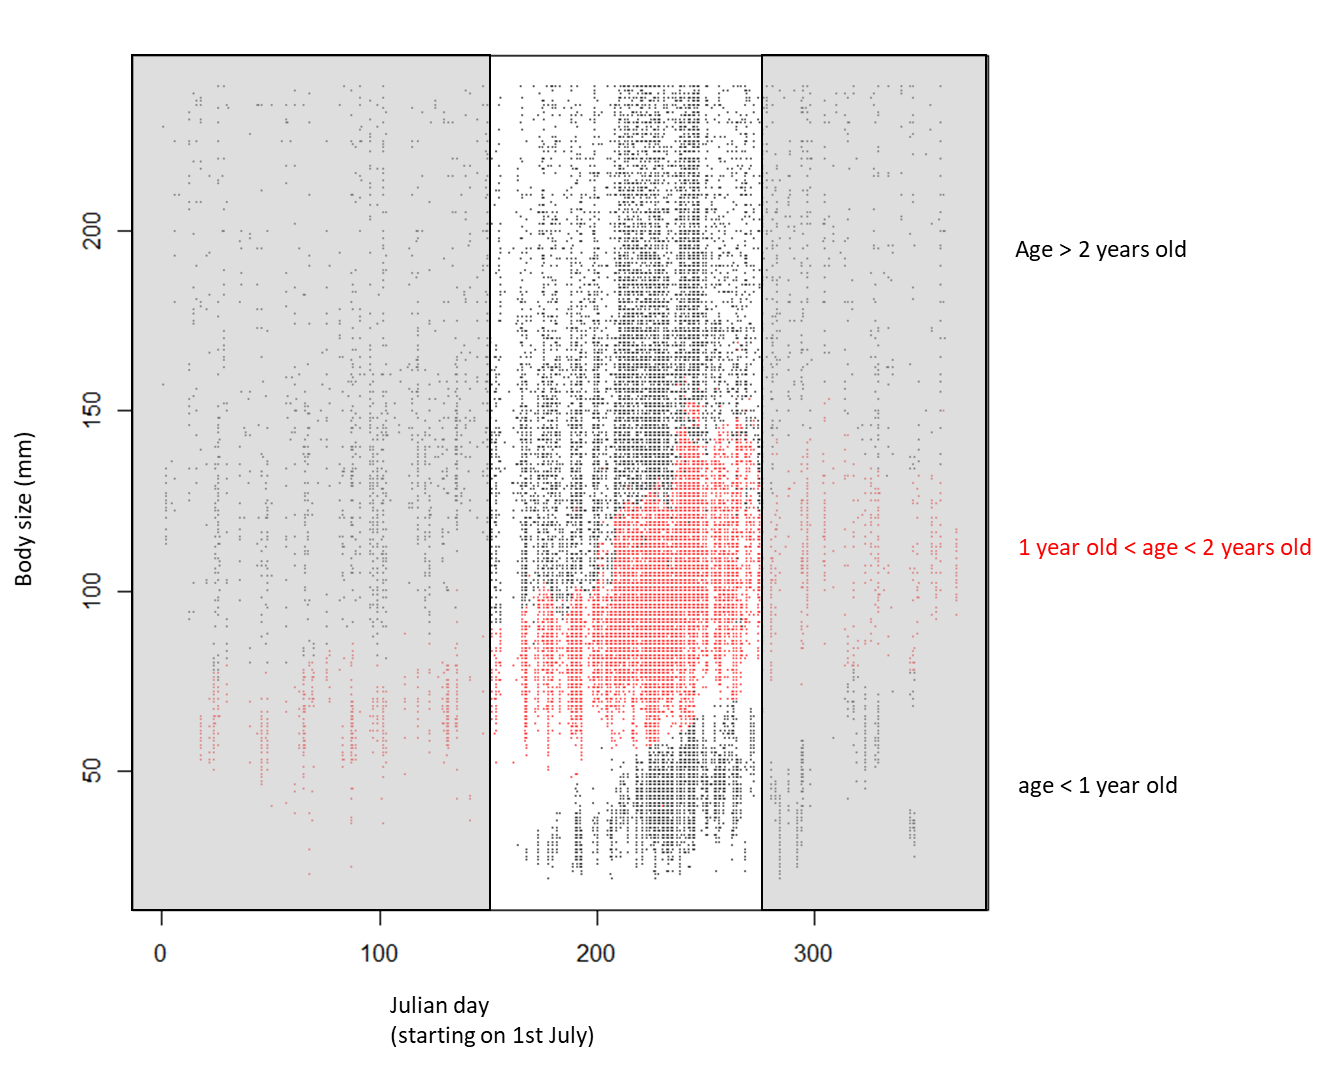 200
150
100
50
Body size (mm)
Age > 2 years old
1 year old < age < 2 years old
age < 1 year old
0 100 200 300
Julian day
(starting on 1st July)